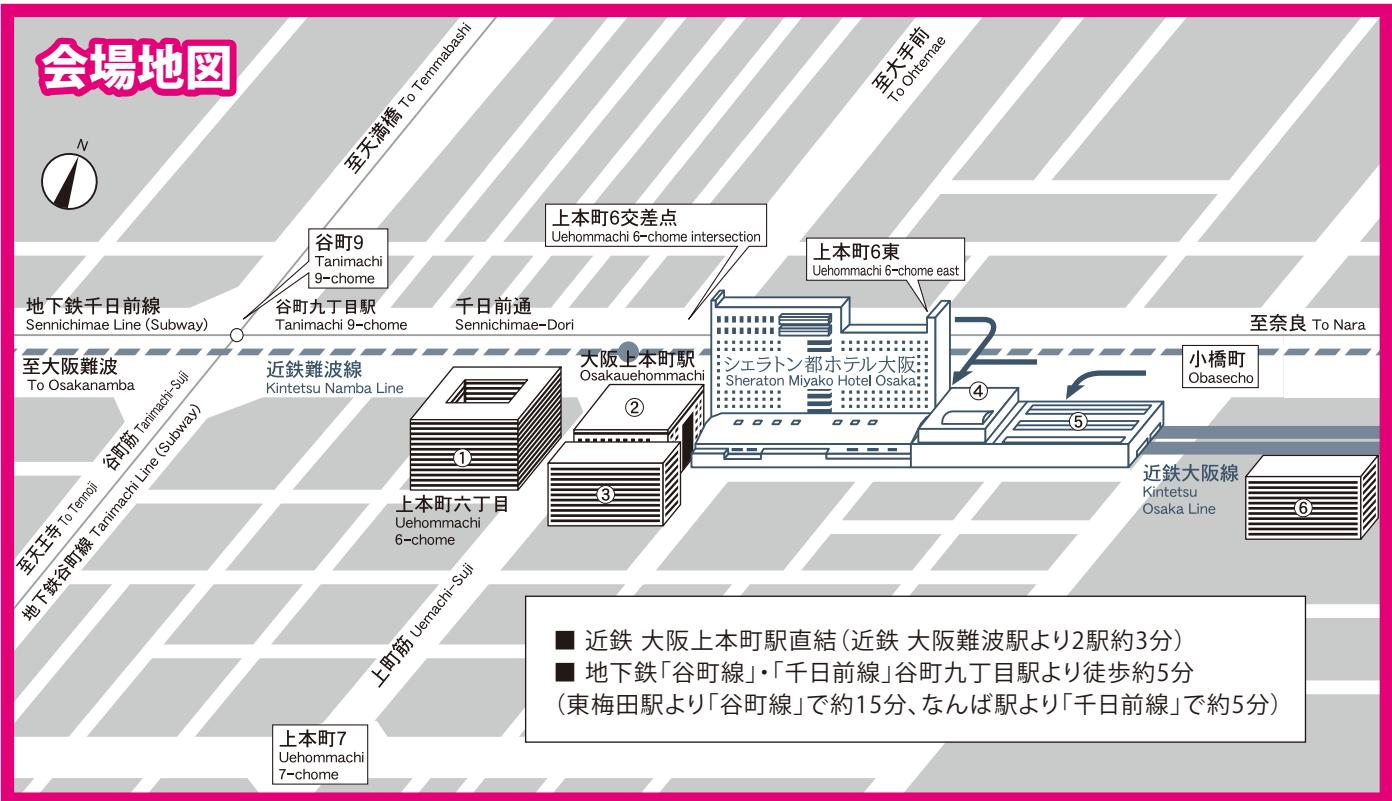 会場地図
N
至天満橋 To Temmabashi
至大手前
To Ohtemae
上本町6交差点
Uehommachi 6-chome intersection
谷町9
Tanimachi
9-chome
上本町6東
Uehommachi 6-chome east
地下鉄千日前線
Sennichimae Line (Subway)
谷町九丁目駅
Tanimachi 9-chome
千日前通
Sennichimae-Dori
至奈良 To Nara
至大阪難波
To Osakanamba
近鉄難波線
Kintetsu Namba Line
大阪上本町駅
Osakauehommachi
シェラトン都ホテル大阪
Sheraton Miyako Hotel Osaka
小橋町
Obasecho
①
②
③
④
⑤
⑥
谷町筋 Tanimachi-Suji
至天王寺 To Tennoji
地下鉄谷町線 Tanimachi Line (Subway)
上本町六丁目
Uehommachi
6-chome
近鉄大阪線
Kintetsu
Osaka Line
上町筋 Uemachi-Suji
上本町7
Uehommachi
7-chome
■ 近鉄 大阪上本町駅直結(近鉄 大阪難波駅より2駅約3分)
■ 地下鉄「谷町線」・「千日前線」谷町九丁目駅より徒歩約5分
(東梅田駅より「谷町線」で約15分、なんば駅より「千日前線」で約5分)